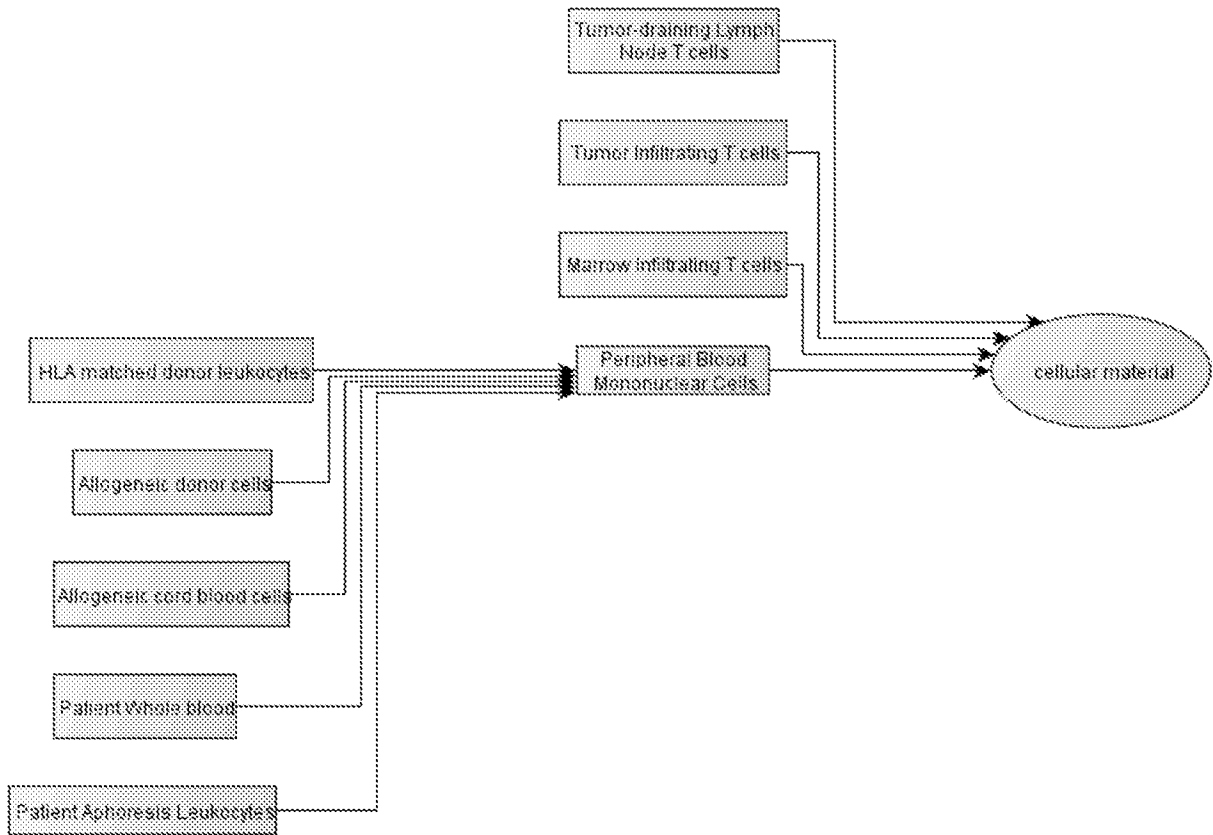 Tumor-draining Lymph
Node T cells
Tumor Infiltrating T cells
Marrow Infiltrating T cells
HLA matched donor leukocytes
Peripheral Blood
Mononuclear Cells
cellular material
Allogeneic donor cells
Allogeneic cord blood cells
Patient Whole blood
Patient Aphoresis Leukocytes